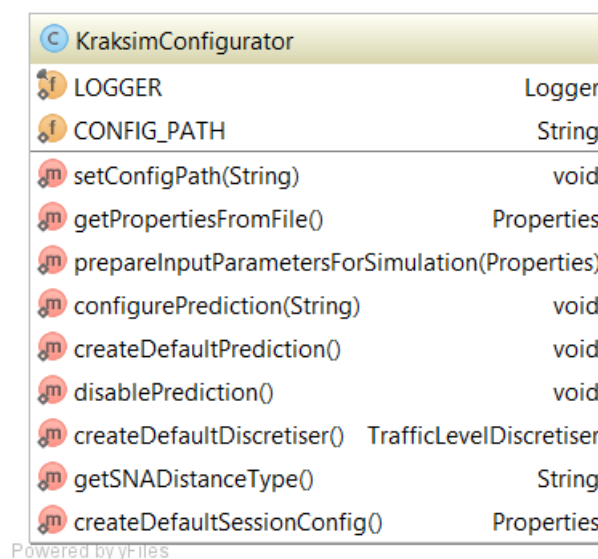 C KraksimConfigurator
f LOGGER Logger
f CONFIG_PATH String
m setConfigPath(String) void
m getPropertiesFromFile() Properties
m prepareInputParametersForSimulation(Properties)
m configurePrediction(String) void
m createDefaultPrediction() void
m disablePrediction() void
m createDefaultDiscretiser() TrafficLevelDiscretiser
m getSNADistanceType() String
m createDefaultSessionConfig() Properties
Powered by yFiles